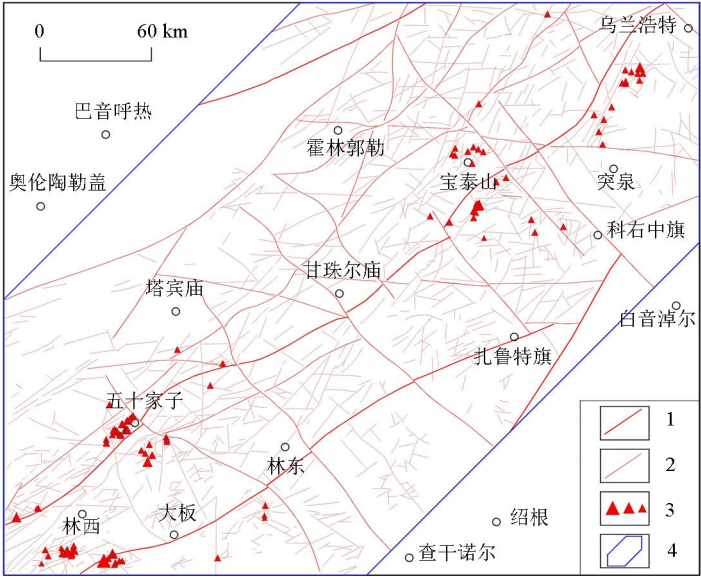 乌兰浩特
0 60 km
巴音呼热
霍林郭勒
宝泰山
突泉
奥伦陶勒盖
科右中旗
甘珠尔庙
塔宾庙
白音淖尔
扎鲁特旗
五十家子
1
林东
2
大板
3
林西
绍根
4
查干诺尔